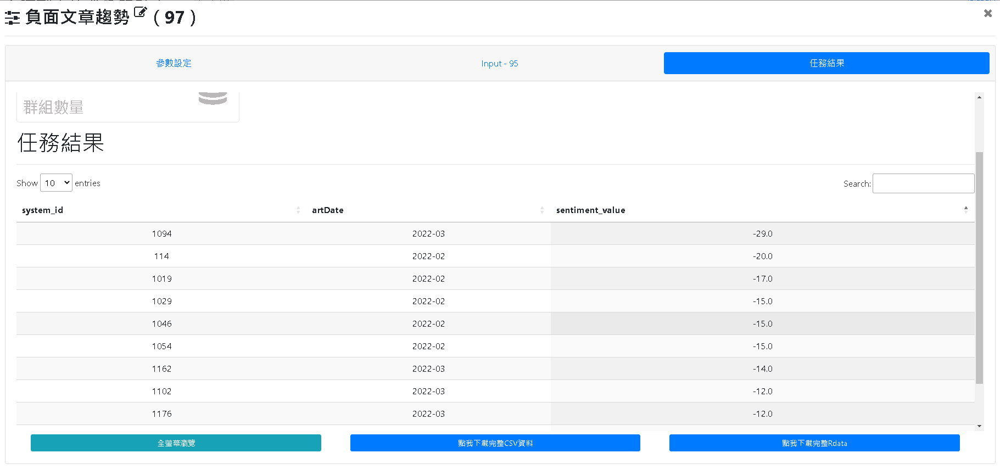 負面文章趨勢 ( 97 )
參數設定
Input - 95
任務結果
群組數量
任務結果
Show 10 entries
Search:
system_id artDate sentiment_value
1094 2022-03 -29.0
114 2022-02 -20.0
1019 2022-02 -17.0
1029 2022-02 -15.0
1046 2022-02 -15.0
1054 2022-02 -15.0
1162 2022-03 -14.0
1102 2022-03 -12.0
1176 2022-03 -12.0
全螢幕瀏覽
點我下載完整CSV資料
點我下載完整Rdata